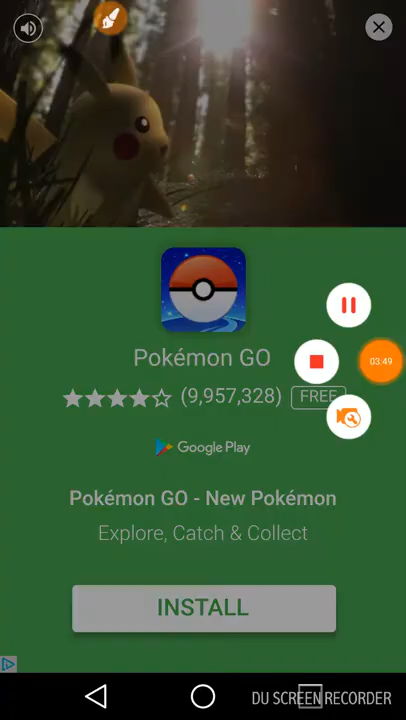 Pokémon GO
(9,957,328) FREE
03:49
Google Play
Pokémon GO - New Pokémon
Explore, Catch & Collect
INSTALL
DU SCREEN RECORDER